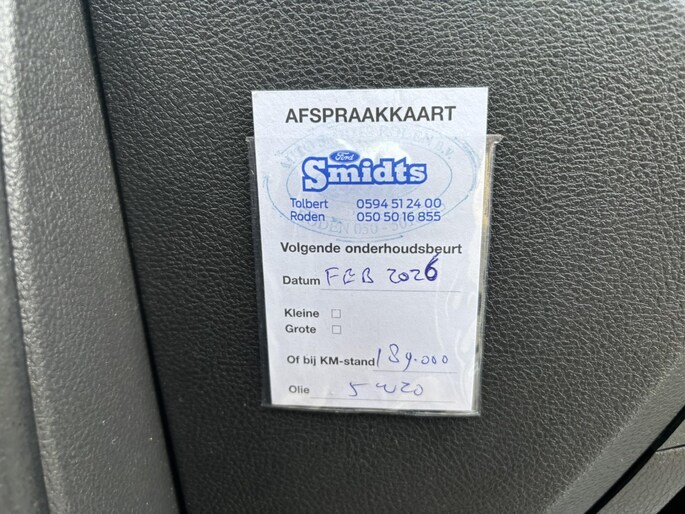 AFSPRAAKKAART
Ford
Smidts
Tolbert 0594 51 24 00
Roden 050 50 16 855
Volgende onderhoudsbeurt
Datum FEB 2026
Kleine
Grote
Of bij KM-stand 189.000
Olie 5W20